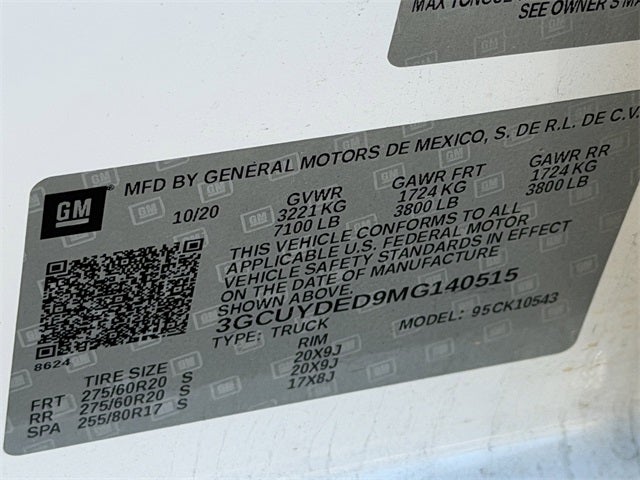 MAX TONGUE
SEE OWNER'S
GM
MFD BY GENERAL MOTORS DE MEXICO, S. DE R.L. DE C.V.
10/20
GVWR GAWR FRT GAWR RR
3221 KG 1724 KG 1724 KG
7100 LB 3800 LB 3800 LB
THIS VEHICLE CONFORMS TO ALL
APPLICABLE U.S. FEDERAL MOTOR
VEHICLE SAFETY STANDARDS IN EFFECT
ON THE DATE OF MANUFACTURE
SHOWN ABOVE.
3GCUYDED9MG140515
TYPE: TRUCK MODEL: 95CK10543
8624
TIRE SIZE RIM
FRT 275/60R20 S 20X9J
RR 275/60R20 S 20X9J
SPA 255/80R17 S 17X8J